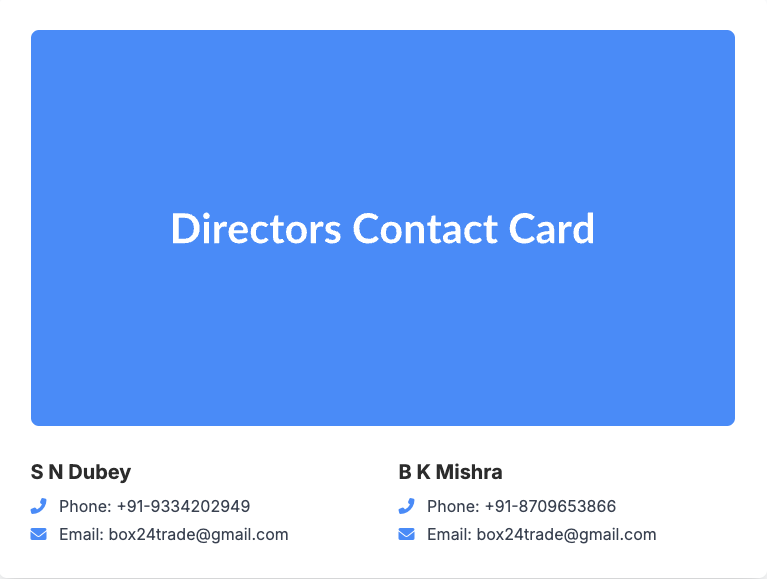 Directors Contact Card
S N Dubey
Phone: +91-9334202949
Email: box24trade@gmail.com
B K Mishra
Phone: +91-8709653866
Email: box24trade@gmail.com